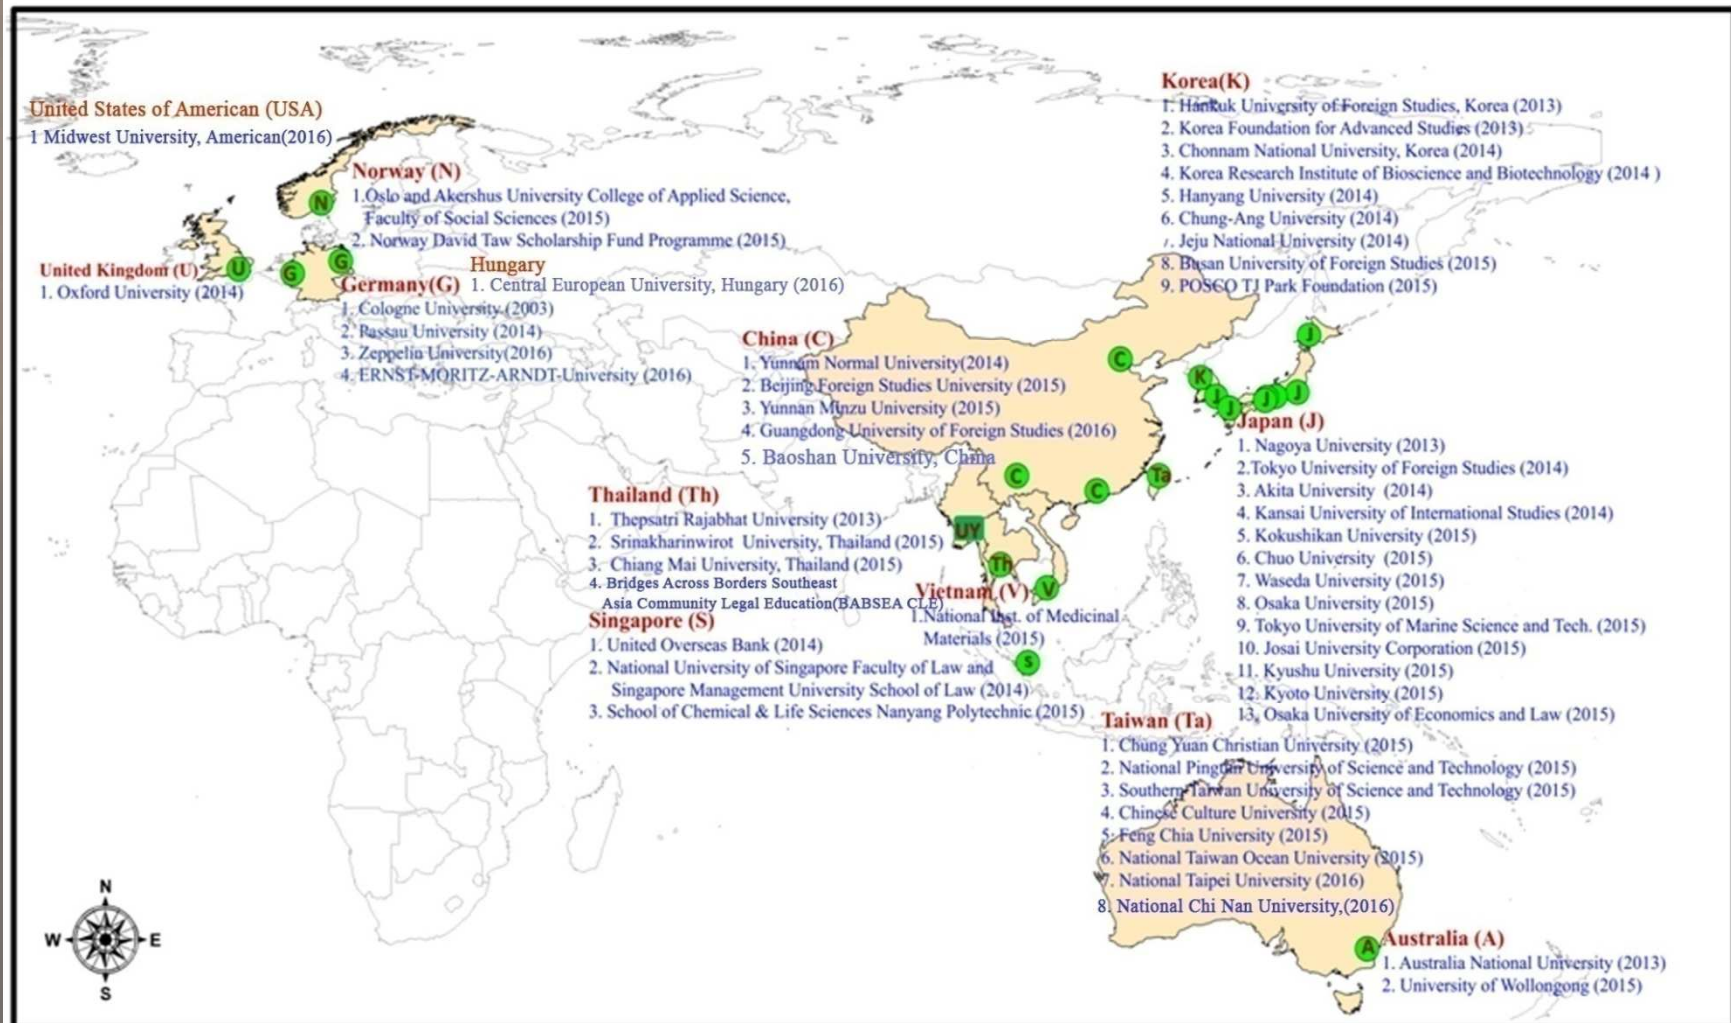 United States of American (USA)
1 Midwest University, American(2016)
Norway (N)
1.Oslo and Akershus University College of Applied Science,
Faculty of Social Sciences (2015)
2. Norway David Taw Scholarship Fund Programme (2015)
N
United Kingdom (U)
1. Oxford University (2014)
U
G
G
Germany(G)
1. Cologne University (2003)
2. Passau University (2014)
3. Zeppelin University(2016)
4. ERNST-MORITZ-ARNDT-University (2016)
Hungary
1. Central European University, Hungary (2016)
Korea(K)
1. Hankuk University of Foreign Studies, Korea (2013)
2. Korea Foundation for Advanced Studies (2013)
3. Chonnam National University, Korea (2014)
4. Korea Research Institute of Bioscience and Biotechnology (2014 )
5. Hanyang University (2014)
6. Chung-Ang University (2014)
7. Jeju National University (2014)
8. Busan University of Foreign Studies (2015)
9. POSCO TJ Park Foundation (2015)
China (C)
1. Yunnam Normal University(2014)
2. Beijing Foreign Studies University (2015)
3. Yunnan Minzu University (2015)
4. Guangdong University of Foreign Studies (2016)
5. Baoshan University, China
C
C
C
K
J
J
J
J
J
Ta
Japan (J)
1. Nagoya University (2013)
2.Tokyo University of Foreign Studies (2014)
3. Akita University (2014)
4. Kansai University of International Studies (2014)
5. Kokushikan University (2015)
6. Chuo University (2015)
7. Waseda University (2015)
8. Osaka University (2015)
9. Tokyo University of Marine Science and Tech. (2015)
10. Josai University Corporation (2015)
11. Kyushu University (2015)
12. Kyoto University (2015)
13. Osaka University of Economics and Law (2015)
Thailand (Th)
1. Thepsatri Rajabhat University (2013)
2. Srinakharinwirot University, Thailand (2015)
3. Chiang Mai University, Thailand (2015)
4. Bridges Across Borders Southeast
Asia Community Legal Education(BABSEA CLE)
UY
Th
V
Vietnam (V)
1.National Inst. of Medicinal
Materials (2015)
Singapore (S)
1. United Overseas Bank (2014)
2. National University of Singapore Faculty of Law and
Singapore Management University School of Law (2014)
3. School of Chemical & Life Sciences Nanyang Polytechnic (2015)
S
Taiwan (Ta)
1. Chung Yuan Christian University (2015)
2. National Pingtun University of Science and Technology (2015)
3. Southern Tarwan University of Science and Technology (2015)
4. Chinese Culture University (2015)
5. Feng Chia University (2015)
6. National Taiwan Ocean University (2015)
7. National Taipei University (2016)
8. National Chi Nan University,(2016)
A
Australia (A)
1. Australia National University (2013)
2. University of Wollongong (2015)
N
W
E
S